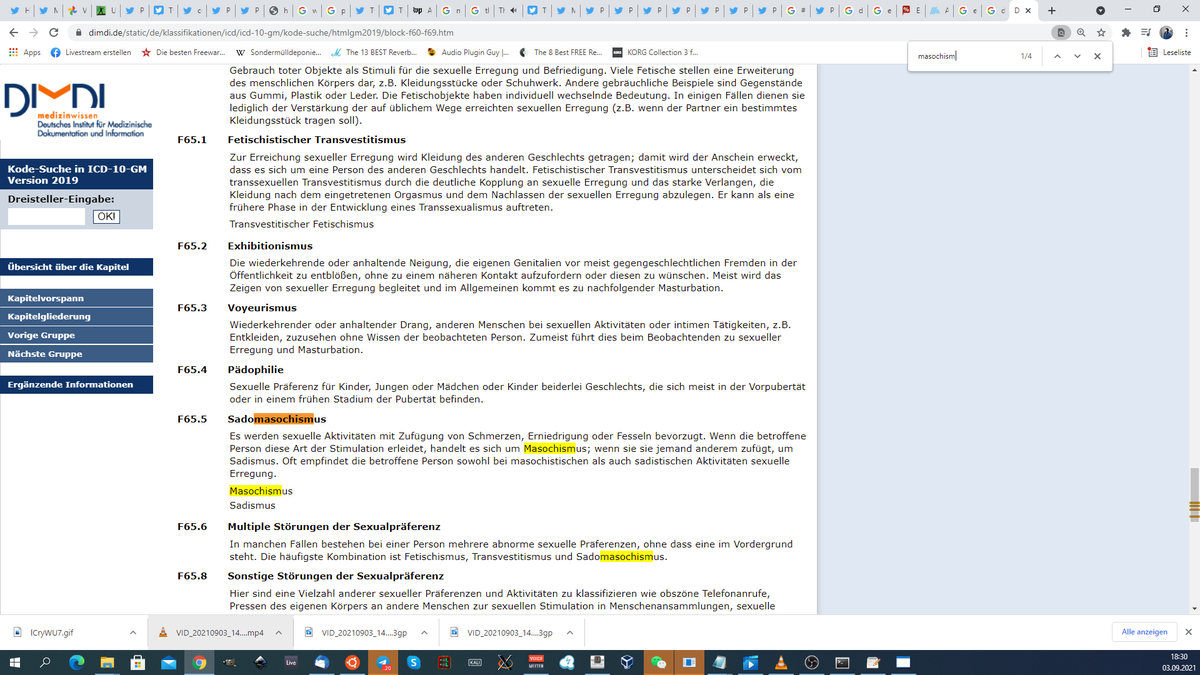 dimdi.de/static/de/klassifikationen/icd/icd-10-gm/kode-suche/htmlgm2019/block-f60-f69.htm
Apps Livestream erstellen Die besten Freewar... Sondermülldeponie... The 13 BEST Reverb... Audio Plugin Guy |... The 8 Best FREE Re... KORG Collection 3 f... Leseliste
masochism 1/4
DIMDI
medizinwissen
Deutsches Institut für Medizinische
Dokumentation und Information
Kode-Suche in ICD-10-GM
Version 2019
Dreisteller-Eingabe:
OK!
Übersicht über die Kapitel
Kapitelvorspann
Kapitelgliederung
Vorige Gruppe
Nächste Gruppe
Ergänzende Informationen
Gebrauch toter Objekte als Stimuli für die sexuelle Erregung und Befriedigung. Viele Fetische stellen eine Erweiterung
des menschlichen Körpers dar, z.B. Kleidungsstücke oder Schuhwerk. Andere gebräuchliche Beispiele sind Gegenstände
aus Gummi, Plastik oder Leder. Die Fetischobjekte haben individuell wechselnde Bedeutung. In einigen Fällen dienen sie
lediglich der Verstärkung der auf üblichem Wege erreichten sexuellen Erregung (z.B. wenn der Partner ein bestimmtes
Kleidungsstück tragen soll).
F65.1 Fetischistischer Transvestitismus
Zur Erreichung sexueller Erregung wird Kleidung des anderen Geschlechts getragen; damit wird der Anschein erweckt,
dass es sich um eine Person des anderen Geschlechts handelt. Fetischistischer Transvestitismus unterscheidet sich vom
transsexuellen Transvestitismus durch die deutliche Kopplung an sexuelle Erregung und das starke Verlangen, die
Kleidung nach dem eingetretenen Orgasmus und dem Nachlassen der sexuellen Erregung abzulegen. Er kann als eine
frühere Phase in der Entwicklung eines Transsexualismus auftreten.
Transvestitischer Fetischismus
F65.2 Exhibitionismus
Die wiederkehrende oder anhaltende Neigung, die eigenen Genitalien vor meist gegengeschlechtlichen Fremden in der
Öffentlichkeit zu entblößen, ohne zu einem näheren Kontakt aufzufordern oder diesen zu wünschen. Meist wird das
Zeigen von sexueller Erregung begleitet und im Allgemeinen kommt es zu nachfolgender Masturbation.
F65.3 Voyeurismus
Wiederkehrender oder anhaltender Drang, anderen Menschen bei sexuellen Aktivitäten oder intimen Tätigkeiten, z.B.
Entkleiden, zuzusehen ohne Wissen der beobachteten Person. Zumeist führt dies beim Beobachtenden zu sexueller
Erregung und Masturbation.
F65.4 Pädophilie
Sexuelle Präferenz für Kinder, Jungen oder Mädchen oder Kinder beiderlei Geschlechts, die sich meist in der Vorpubertät
oder in einem frühen Stadium der Pubertät befinden.
F65.5 Sadomasochismus
Es werden sexuelle Aktivitäten mit Zufügung von Schmerzen, Erniedrigung oder Fesseln bevorzugt. Wenn die betroffene
Person diese Art der Stimulation erleidet, handelt es sich um Masochismus; wenn sie sie jemand anderem zufügt, um
Sadismus. Oft empfindet die betroffene Person sowohl bei masochistischen als auch sadistischen Aktivitäten sexuelle
Erregung.
Masochismus
Sadismus
F65.6 Multiple Störungen der Sexualpräferenz
In manchen Fällen bestehen bei einer Person mehrere abnorme sexuelle Präferenzen, ohne dass eine im Vordergrund
steht. Die häufigste Kombination ist Fetischismus, Transvestitismus und Sadomasochismus.
F65.8 Sonstige Störungen der Sexualpräferenz
Hier sind eine Vielzahl anderer sexueller Präferenzen und Aktivitäten zu klassifizieren wie obszöne Telefonanrufe,
Pressen des eigenen Körpers an andere Menschen zur sexuellen Stimulation in Menschenansammlungen, sexuelle
ICryWU7.gif VID_20210903_14....mp4 VID_20210903_14....3gp VID_20210903_14....3gp Alle anzeigen
18:30
03.09.2021